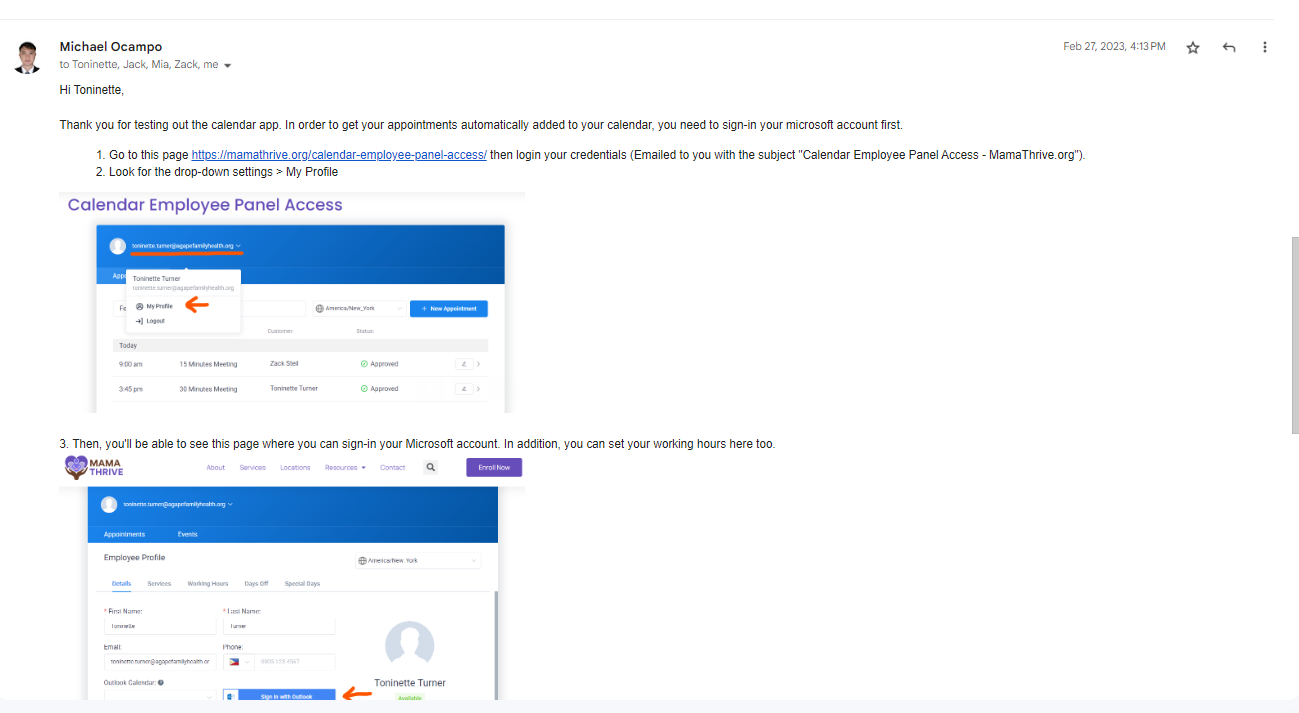 Michael Ocampo
Feb 27, 2023, 4:13 PM
to Toninette, Jack, Mia, Zack, me
Hi Toninette,
Thank you for testing out the calendar app. In order to get your appointments automatically added to your calendar, you need to sign-in your microsoft account first.
1. Go to this page https://mamathrive.org/calendar-employee-panel-access/ then login your credentials (Emailed to you with the subject "Calendar Employee Panel Access - MamaThrive.org").
2. Look for the drop-down settings > My Profile
Calendar Employee Panel Access
toninette.turner@agapefamilyhealth.org
Appo
Toninette Turner
toninette.turner@agapefamilyhealth.org
My Profile
Logout
Fe
America/New_York
+ New Appointment
Customer:
Status:
Today
9:00 am 15 Minutes Meeting Zack Stell Approved
3:45 pm 30 Minutes Meeting Toninette Turner Approved
3. Then, you'll be able to see this page where you can sign-in your Microsoft account. In addition, you can set your working hours here too.
MAMA
THRIVE
About Services Locations Resources Contact Enroll Now
toninette.turner@agapefamilyhealth.org
Appointments Events
Employee Profile
America/New_York
Details Services Working Hours Days Off Special Days
* First Name: * Last Name:
Toninette Turner
Email: Phone:
toninette.turner@agapefamilyhealth.or 0905 123 4567
Outlook Calendar:
Toninette Turner
Sign in with Outlook
Available